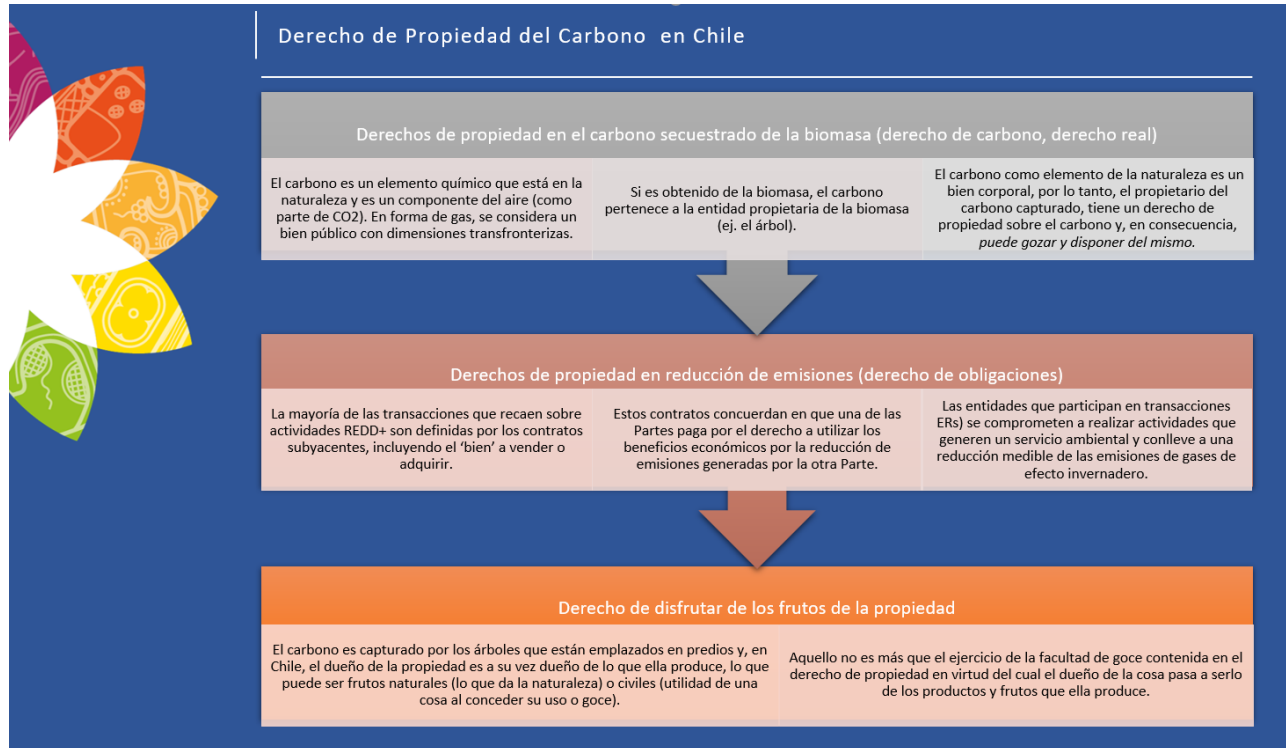 Derecho de Propiedad del Carbono en Chile
Derechos de propiedad en el carbono secuestrado de la biomasa (derecho de carbono, derecho real)
El carbono es un elemento químico que está en la
naturaleza y es un componente del aire (como
parte de CO2). En forma de gas, se considera un
bien público con dimensiones transfronterizas.
Si es obtenido de la biomasa, el carbono
pertenece a la entidad propietaria de la biomasa
(ej. el árbol).
El carbono como elemento de la naturaleza es un
bien corporal, por lo tanto, el propietario del
carbono capturado, tiene un derecho de
propiedad sobre el carbono y, en consecuencia,
puede gozar y disponer del mismo.
Derechos de propiedad en reducción de emisiones (derecho de obligaciones)
La mayoría de las transacciones que recaen sobre
actividades REDD+ son definidas por los contratos
subyacentes, incluyendo el ‘bien’ a vender o
adquirir.
Estos contratos concuerdan en que una de las
Partes paga por el derecho a utilizar los
beneficios económicos por la reducción de
emisiones generadas por la otra Parte.
Las entidades que participan en transacciones
ERs) se comprometen a realizar actividades que
generen un servicio ambiental y conlleve a una
reducción medible de las emisiones de gases de
efecto invernadero.
Derecho de disfrutar de los frutos de la propiedad
El carbono es capturado por los árboles que están emplazados en predios y, en
Chile, el dueño de la propiedad es a su vez dueño de lo que ella produce, lo que
puede ser frutos naturales (lo que da la naturaleza) o civiles (utilidad de una
cosa al conceder su uso o goce).
Aquello no es más que el ejercicio de la facultad de goce contenida en el
derecho de propiedad en virtud del cual el dueño de la cosa pasa a serlo
de los productos y frutos que ella produce.